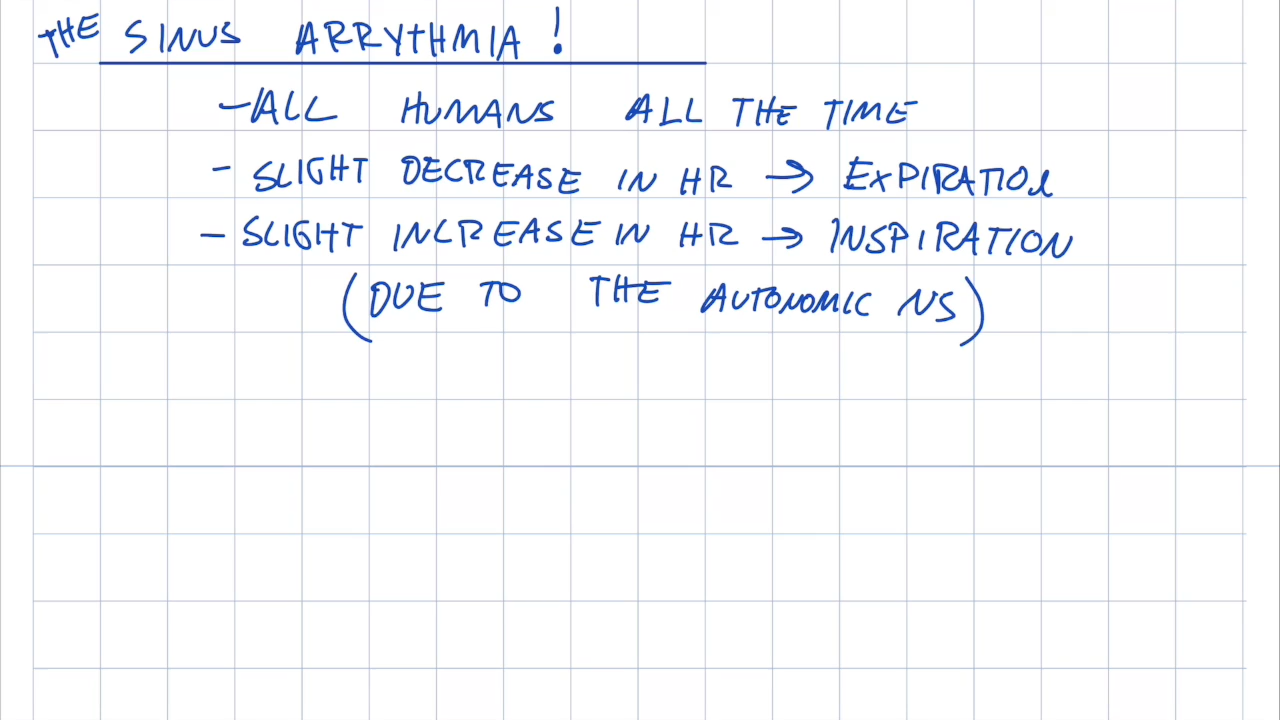 THE SINUS ARRYTHMIA!
- ALL HUMANS ALL THE TIME
- SLIGHT DECREASE IN HR → EXPIRATION
- SLIGHT INCREASE IN HR → INSPIRATION
(DUE TO THE AUTONOMIC NS)